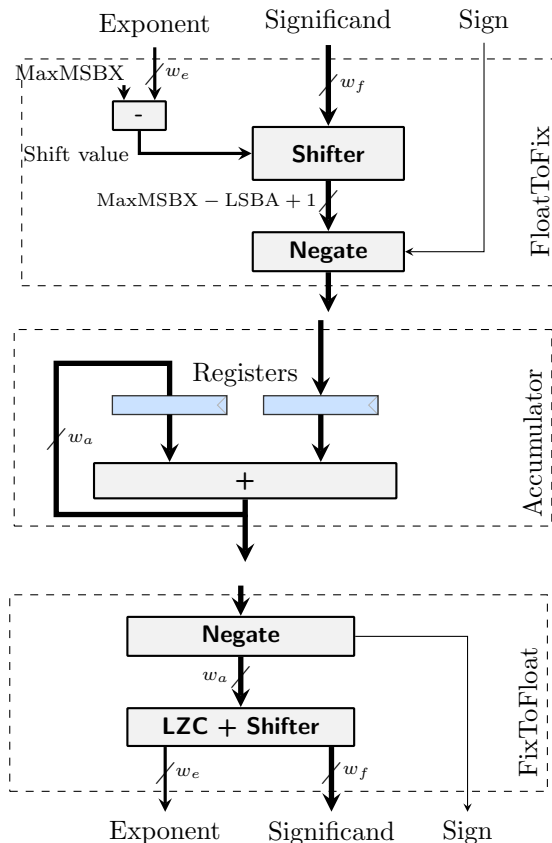 Exponent
Significand
Sign
MaxMSBX
w_e
w_f
-
Shift value
Shifter
MaxMSBX − LSBA + 1
Negate
FloatToFix
Registers
w_a
+
Accumulator
Negate
w_a
LZC + Shifter
w_e
w_f
FixToFloat
Exponent
Significand
Sign